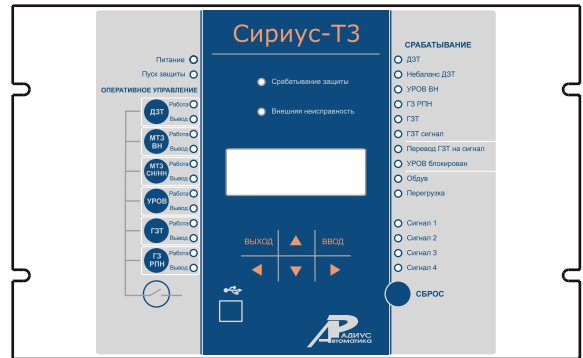 Сириус-Т3
Питание
Пуск защиты
ОПЕРАТИВНОЕ УПРАВЛЕНИЕ
ДЗТ
Работа
Вывод
МТЗ
ВН
Работа
Вывод
МТЗ
СН/НН
Работа
Вывод
УРОВ
Работа
Вывод
ГЗТ
Работа
Вывод
ГЗ
РПН
Работа
Вывод
Срабатывание защиты
Внешняя неисправность
ВЫХОД
ВВОД
РАДИУС
Автоматика
СРАБАТЫВАНИЕ
ДЗТ
Небаланс ДЗТ
УРОВ ВН
ГЗ РПН
ГЗТ
ГЗТ сигнал
Перевод ГЗТ на сигнал
УРОВ блокирован
Обдув
Перегрузка
Сигнал 1
Сигнал 2
Сигнал 3
Сигнал 4
СБРОС